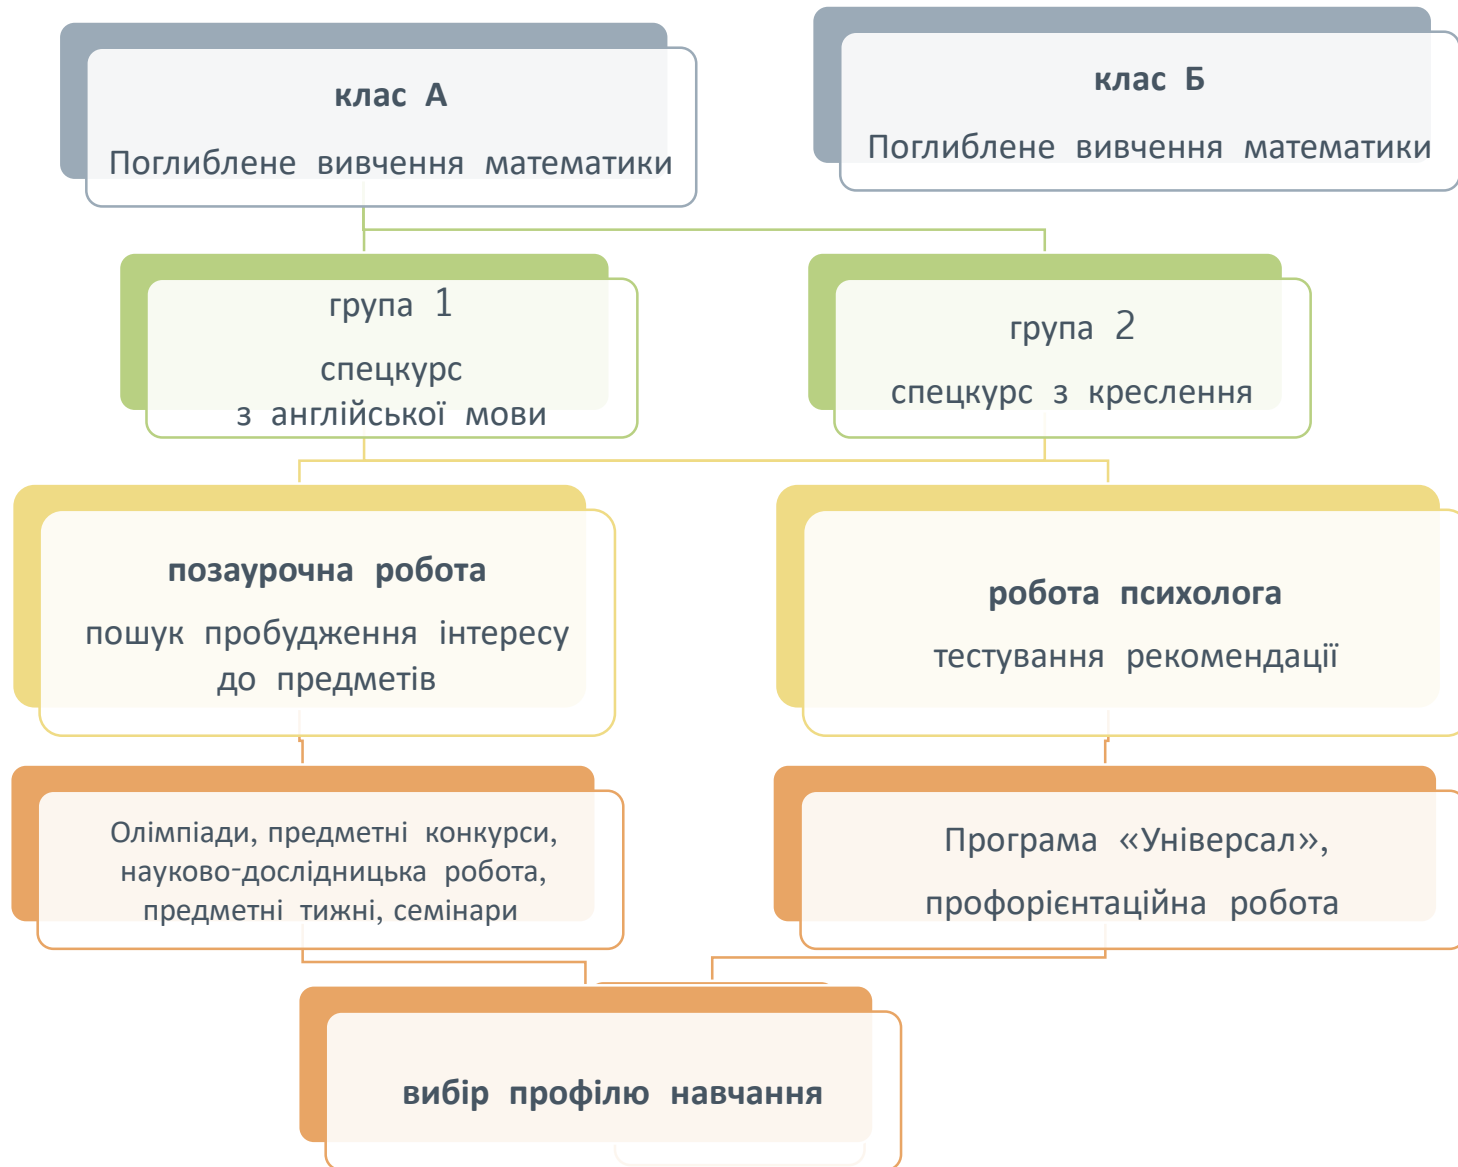 клас А
Поглиблене вивчення математики
клас Б
Поглиблене вивчення математики
група 1
спецкурс
з англійської мови
група 2
спецкурс з креслення
позаурочна робота
пошук пробудження інтересу
до предметів
робота психолога
тестування рекомендації
Олімпіади, предметні конкурси,
науково-дослідницька робота,
предметні тижні, семінари
Програма «Універсал»,
профорієнтаційна робота
вибір профілю навчання